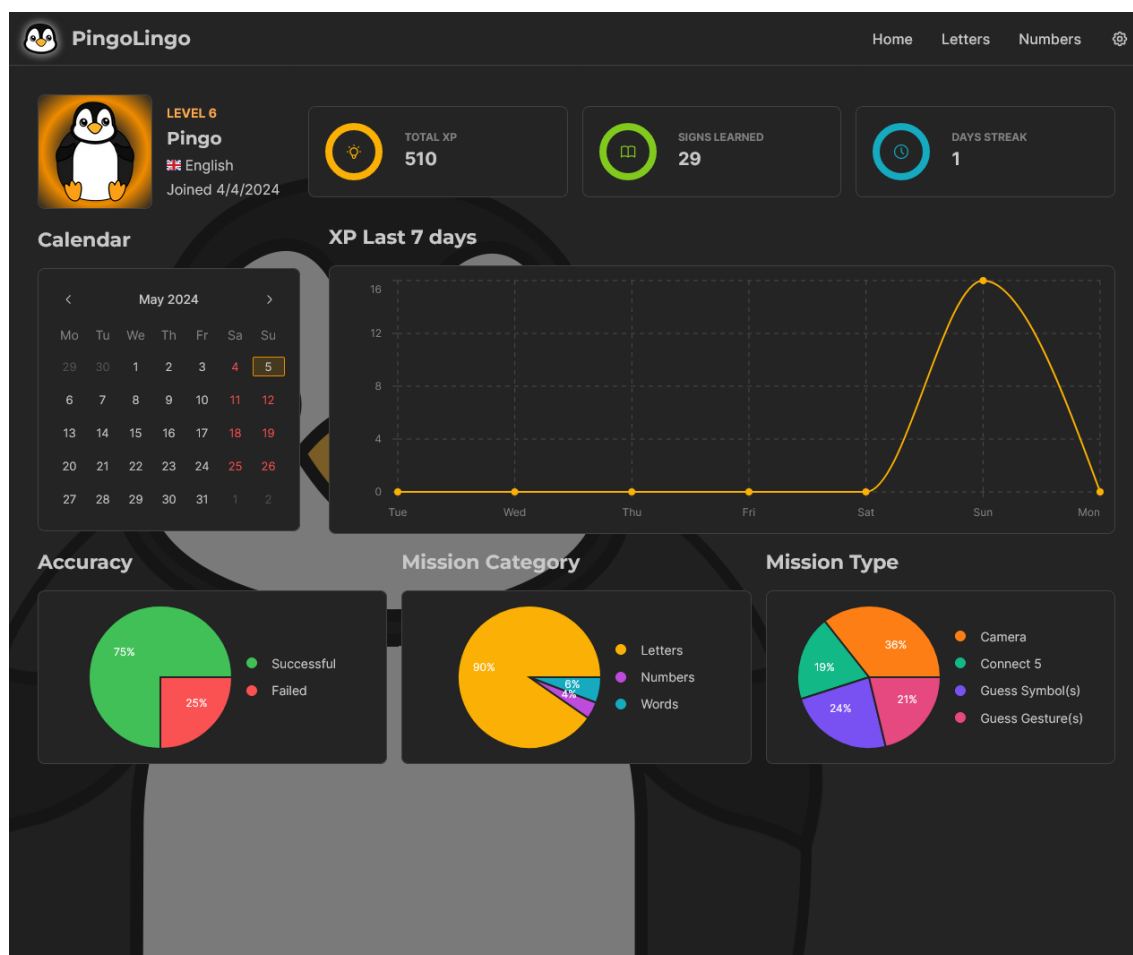 PingoLingo
Home Letters Numbers
LEVEL 6
Pingo
English
Joined 4/4/2024
TOTAL XP
510
SIGNS LEARNED
29
DAYS STREAK
1
Calendar
May 2024
Mo Tu We Th Fr Sa Su
29 30 1 2 3 4 5
6 7 8 9 10 11 12
13 14 15 16 17 18 19
20 21 22 23 24 25 26
27 28 29 30 31 1 2
XP Last 7 days
16
12
8
4
0
Tue Wed Thu Fri Sat Sun Mon
Accuracy
75%
25%
Successful
Failed
Mission Category
90%
6%
4%
Letters
Numbers
Words
Mission Type
36%
19%
24%
21%
Camera
Connect 5
Guess Symbol(s)
Guess Gesture(s)